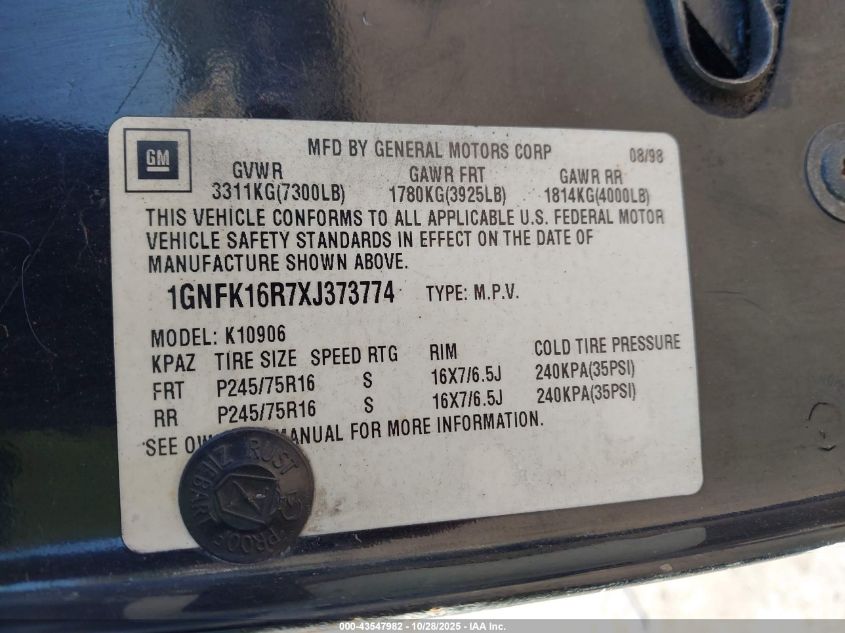 GM
MFD BY GENERAL MOTORS CORP 08/98
GVWR GAWR FRT GAWR RR
3311KG(7300LB) 1780KG(3925LB) 1814KG(4000LB)
THIS VEHICLE CONFORMS TO ALL APPLICABLE U.S. FEDERAL MOTOR
VEHICLE SAFETY STANDARDS IN EFFECT ON THE DATE OF
MANUFACTURE SHOWN ABOVE.
1GNFK16R7XJ373774 TYPE: M.P.V.
MODEL: K10906
KPAZ TIRE SIZE SPEED RTG RIM COLD TIRE PRESSURE
FRT P245/75R16 S 16X7/6.5J 240KPA(35PSI)
RR P245/75R16 S 16X7/6.5J 240KPA(35PSI)
SEE OW MANUAL FOR MORE INFORMATION.
ZIEBART RUST PROOF
000-43547982 - 10/28/2025 - IAA Inc.